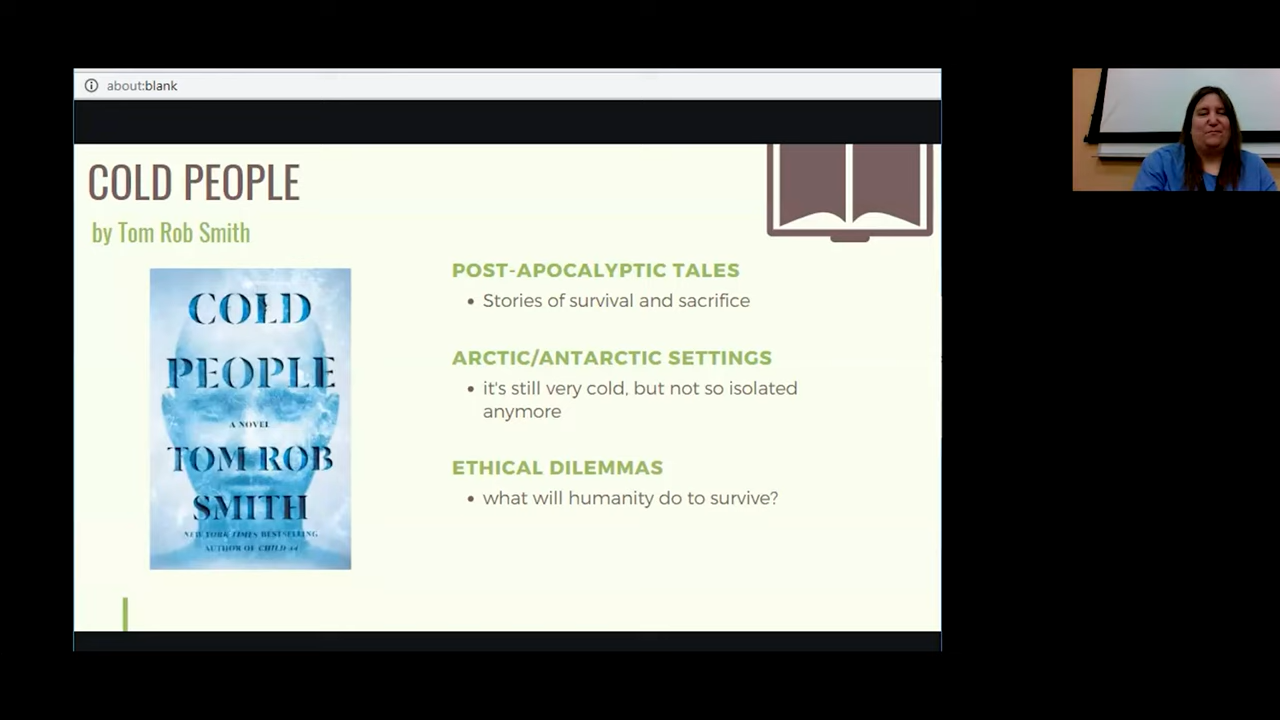 about:blank
COLD PEOPLE
by Tom Rob Smith
COLD
PEOPLE
A NOVEL
TOM ROB
SMITH
NEW YORK TIMES BESTSELLING
AUTHOR OF CHILD 44
POST-APOCALYPTIC TALES
• Stories of survival and sacrifice
ARCTIC/ANTARCTIC SETTINGS
• it's still very cold, but not so isolated
anymore
ETHICAL DILEMMAS
• what will humanity do to survive?